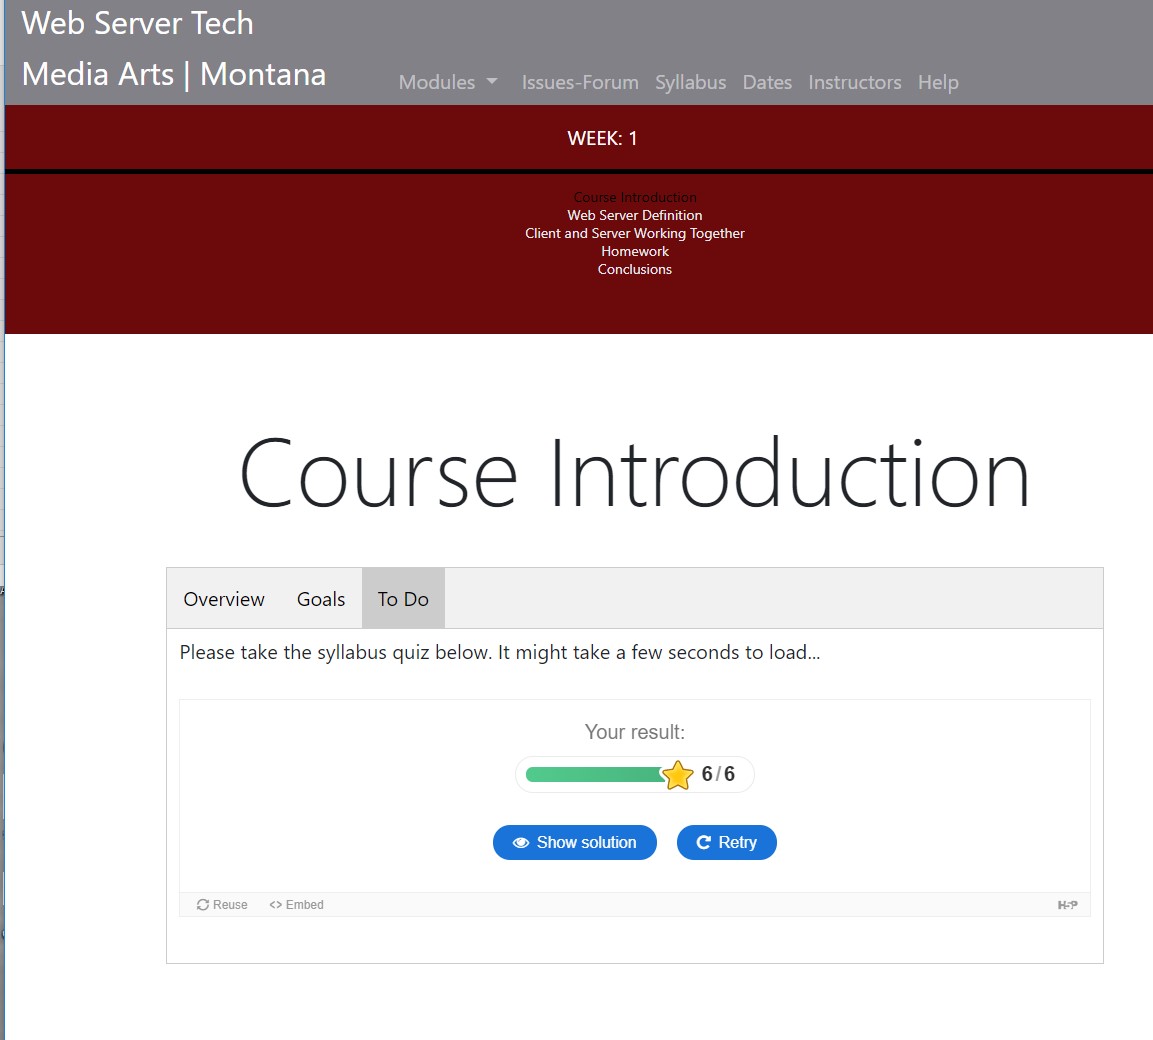 Web Server Tech
Media Arts | Montana
Modules
Issues-Forum
Syllabus
Dates
Instructors
Help
WEEK: 1
Course Introduction
Web Server Definition
Client and Server Working Together
Homework
Conclusions
Course Introduction
Overview
Goals
To Do
Please take the syllabus quiz below. It might take a few seconds to load...
Your result:
6/6
Show solution
Retry
Reuse
<> Embed
H-P